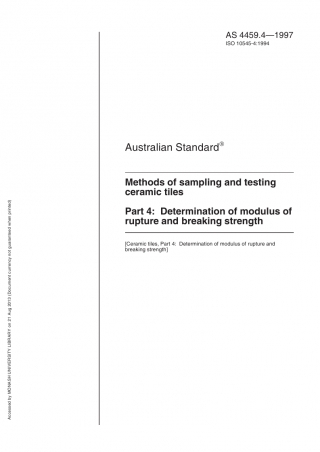 AS 4459.4—1997
ISO 10545-4:1994
Australian Standard®
Methods of sampling and testing
ceramic tiles
Part 4: Determination of modulus of
rupture and breaking strength
[Ceramic tiles, Part 4: Determination of modulus of rupture and
breaking strength]
Accessed by MONASH UNIVERSITY LIBRARY on 21 Aug 2013 (Document currency not guaranteed when printed)